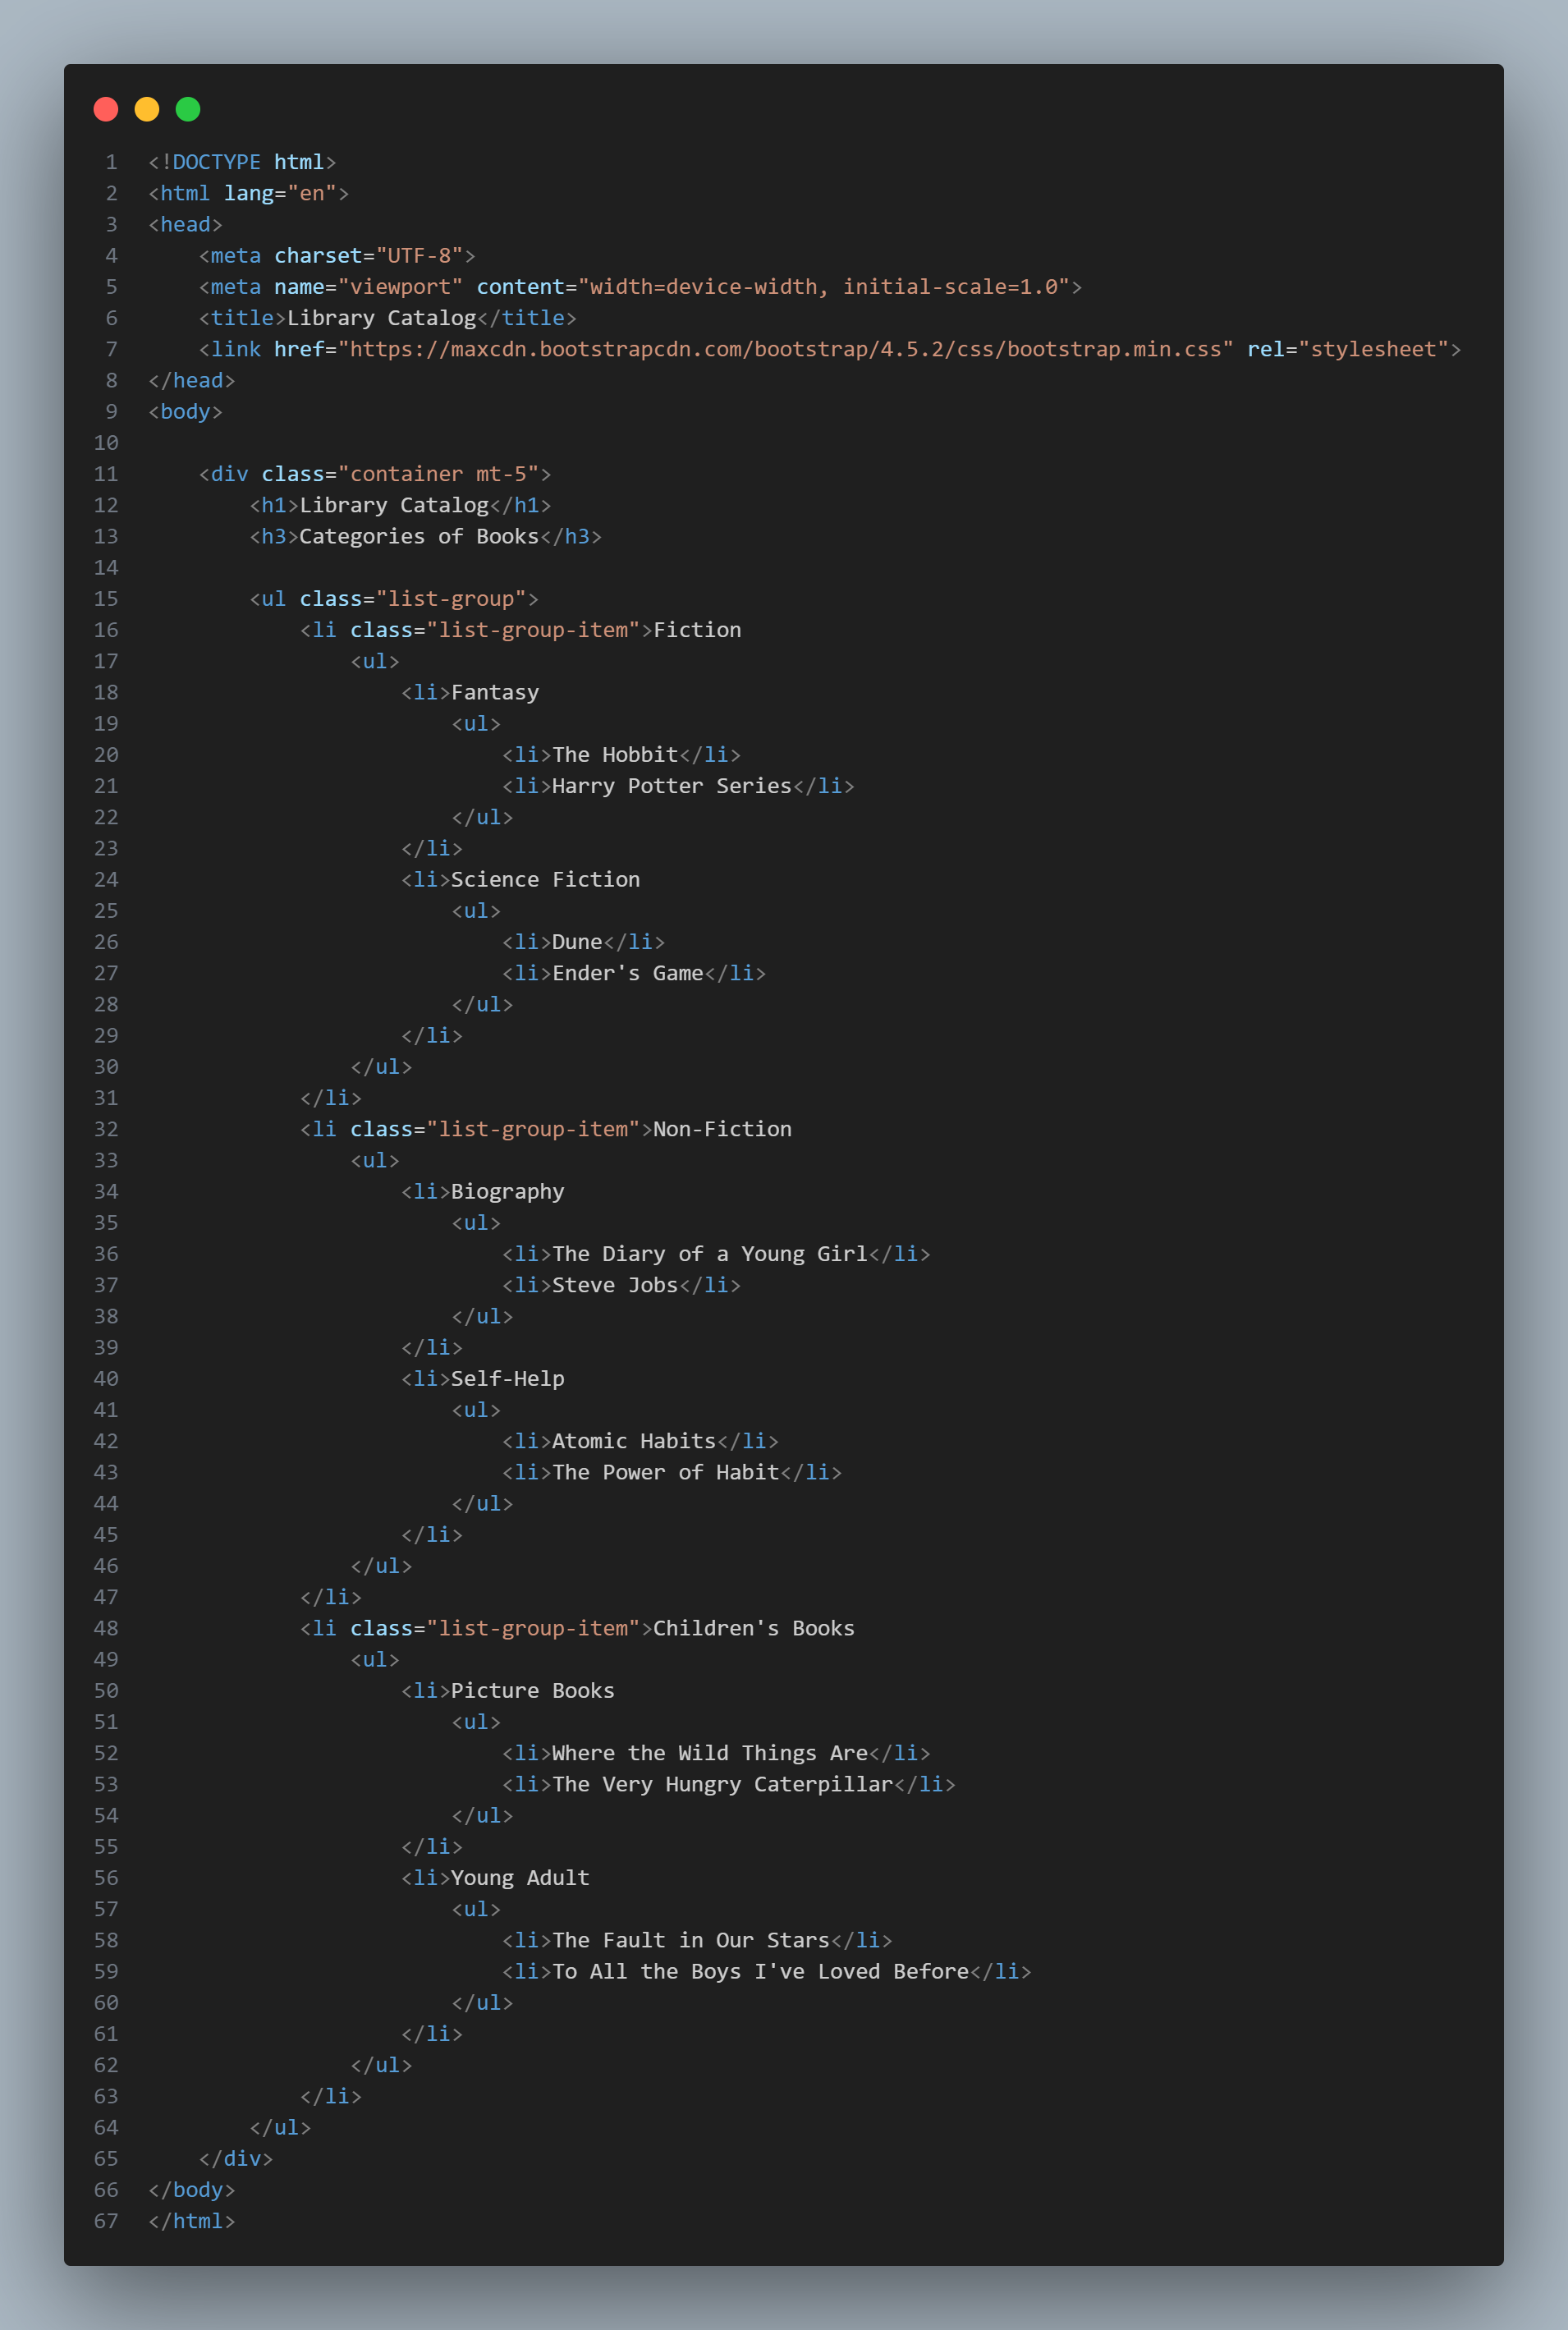 1 <!DOCTYPE html>
2 <html lang="en">
3 <head>
4     <meta charset="UTF-8">
5     <meta name="viewport" content="width=device-width, initial-scale=1.0">
6     <title>Library Catalog</title>
7     <link href="https://maxcdn.bootstrapcdn.com/bootstrap/4.5.2/css/bootstrap.min.css" rel="stylesheet">
8 </head>
9 <body>
10
11     <div class="container mt-5">
12         <h1>Library Catalog</h1>
13         <h3>Categories of Books</h3>
14
15         <ul class="list-group">
16             <li class="list-group-item">Fiction
17                 <ul>
18                     <li>Fantasy
19                         <ul>
20                             <li>The Hobbit</li>
21                             <li>Harry Potter Series</li>
22                         </ul>
23                     </li>
24                     <li>Science Fiction
25                         <ul>
26                             <li>Dune</li>
27                             <li>Ender's Game</li>
28                         </ul>
29                     </li>
30                 </ul>
31             </li>
32             <li class="list-group-item">Non-Fiction
33                 <ul>
34                     <li>Biography
35                         <ul>
36                             <li>The Diary of a Young Girl</li>
37                             <li>Steve Jobs</li>
38                         </ul>
39                     </li>
40                     <li>Self-Help
41                         <ul>
42                             <li>Atomic Habits</li>
43                             <li>The Power of Habit</li>
44                         </ul>
45                     </li>
46                 </ul>
47             </li>
48             <li class="list-group-item">Children's Books
49                 <ul>
50                     <li>Picture Books
51                         <ul>
52                             <li>Where the Wild Things Are</li>
53                             <li>The Very Hungry Caterpillar</li>
54                         </ul>
55                     </li>
56                     <li>Young Adult
57                         <ul>
58                             <li>The Fault in Our Stars</li>
59                             <li>To All the Boys I've Loved Before</li>
60                         </ul>
61                     </li>
62                 </ul>
63             </li>
64         </ul>
65     </div>
66 </body>
67 </html>